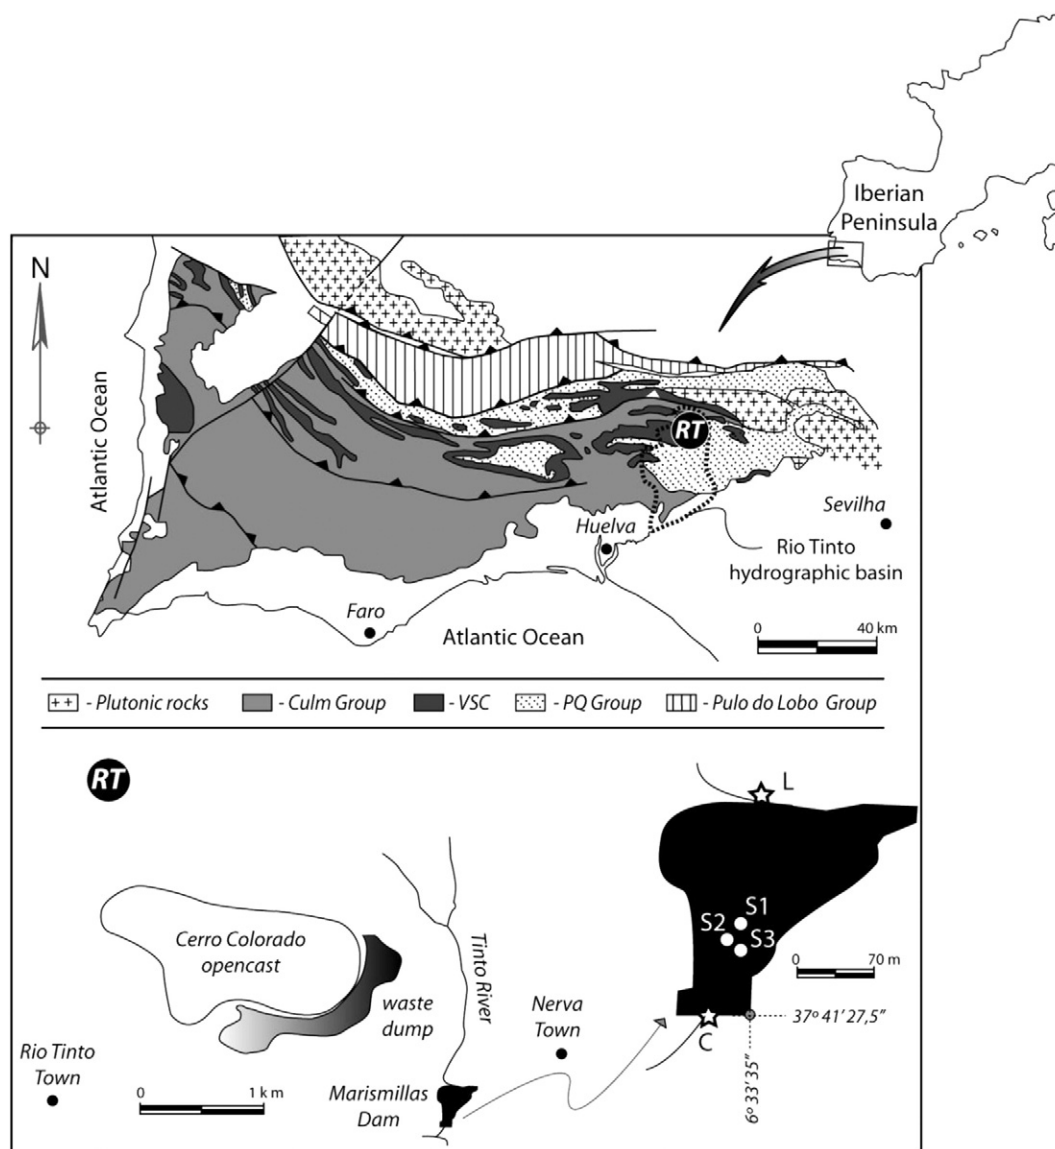 Iberian
Peninsula
N
Atlantic Ocean
RT
Sevilha
Huelva
Rio Tinto
hydrographic basin
Faro
Atlantic Ocean
0 40 km
++ - Plutonic rocks - Culm Group - VSC - PQ Group - Pulo do Lobo Group
RT
L
S1
S2
S3
0 70 m
Cerro Colorado
opencast
Tinto River
waste
dump
Nerva
Town
37º 41' 27,5"
C
6º 33' 35"
Rio Tinto
Town
0 1 km
Marismillas
Dam